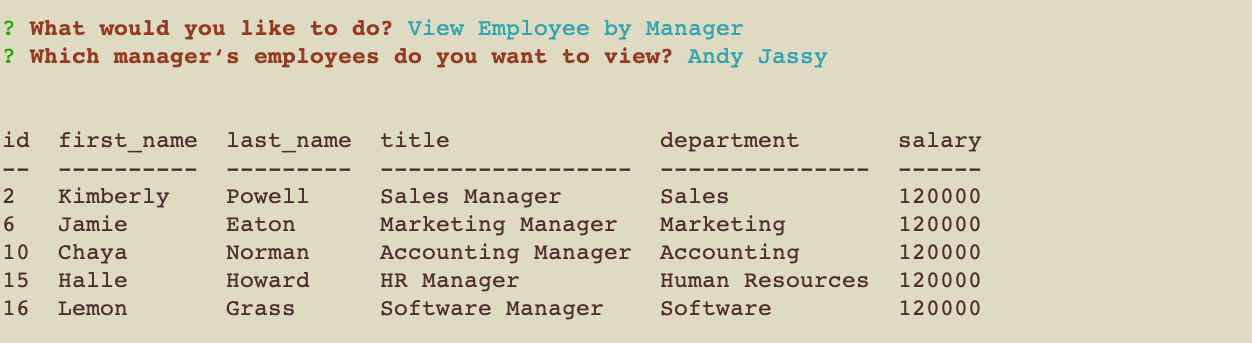 ? What would you like to do? View Employee by Manager
? Which manager‘s employees do you want to view? Andy Jassy
id  first_name  last_name  title               department       salary
--  ----------  ---------  ------------------  ---------------  ------
2   Kimberly    Powell     Sales Manager       Sales            120000
6   Jamie       Eaton      Marketing Manager   Marketing        120000
10  Chaya       Norman     Accounting Manager  Accounting       120000
15  Halle       Howard     HR Manager          Human Resources  120000
16  Lemon       Grass      Software Manager    Software         120000